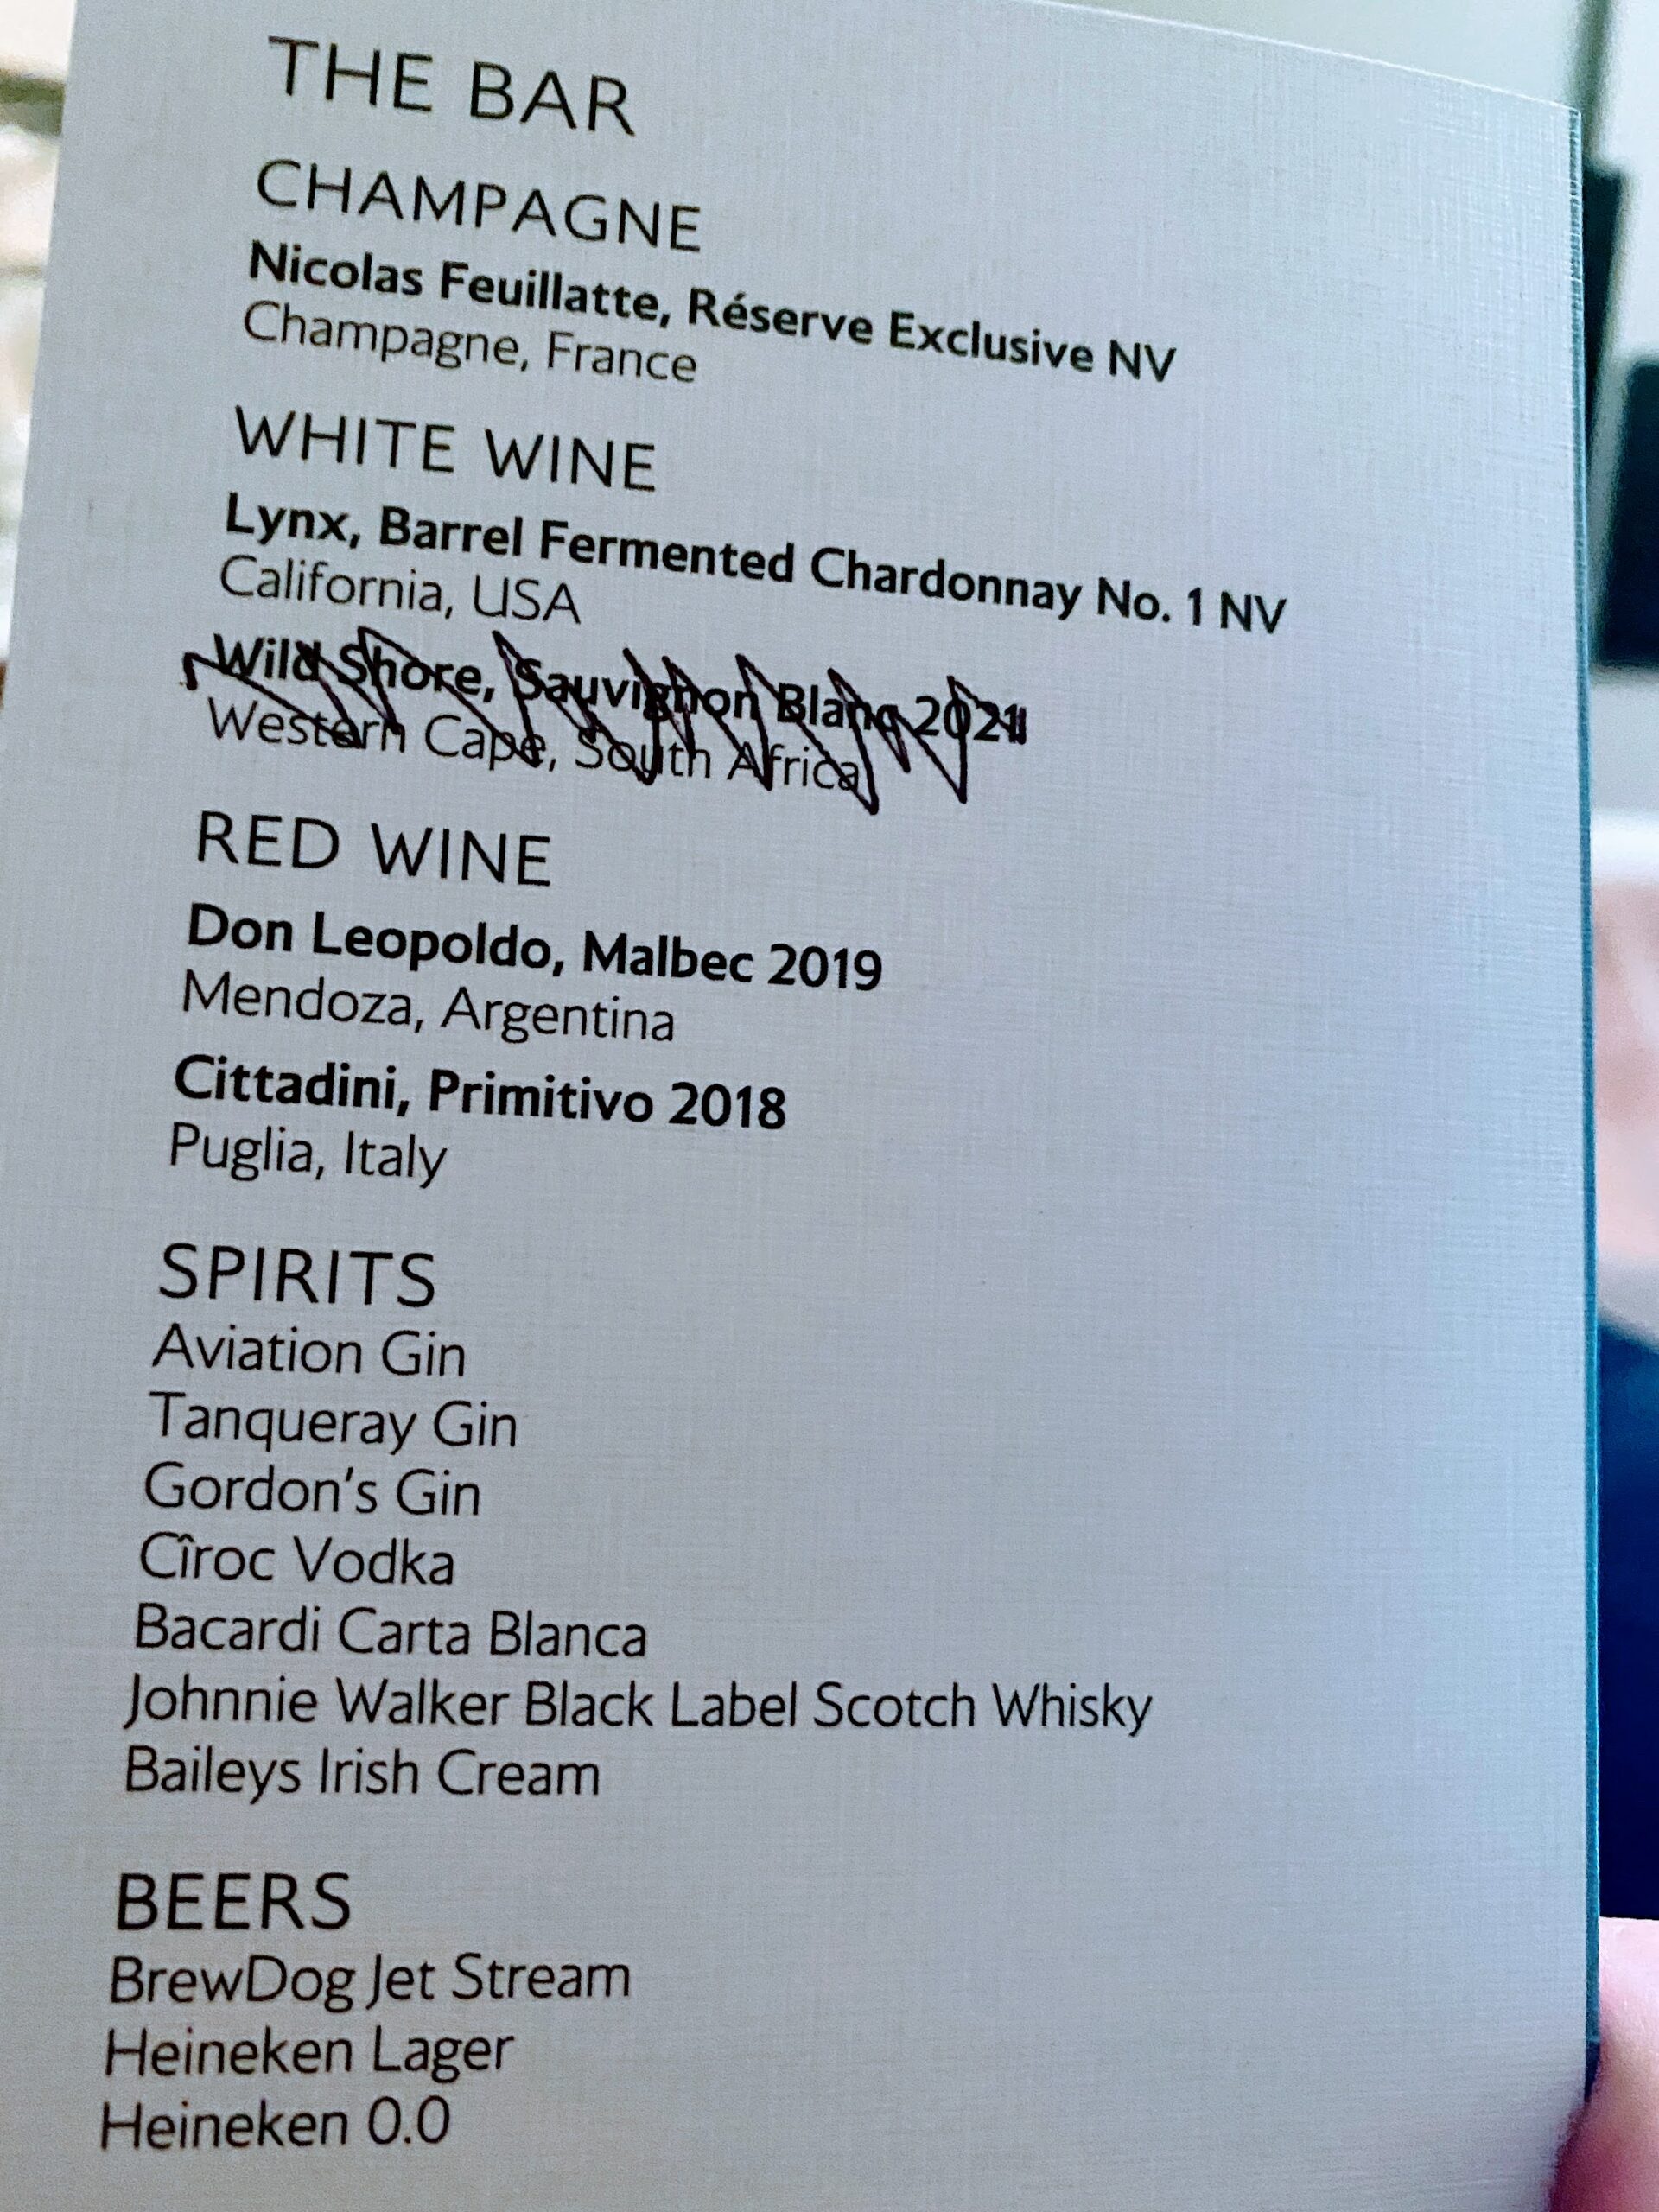 THE BAR
CHAMPAGNE
Nicolas Feuillatte, Réserve Exclusive NV
Champagne, France
WHITE WINE
Lynx, Barrel Fermented Chardonnay No. 1 NV
California, USA
Wild Shore, Sauvignon Blanc 2021
Western Cape, South Africa
RED WINE
Don Leopoldo, Malbec 2019
Mendoza, Argentina
Cittadini, Primitivo 2018
Puglia, Italy
SPIRITS
Aviation Gin
Tanqueray Gin
Gordon's Gin
Cîroc Vodka
Bacardi Carta Blanca
Johnnie Walker Black Label Scotch Whisky
Baileys Irish Cream
BEERS
BrewDog Jet Stream
Heineken Lager
Heineken 0.0